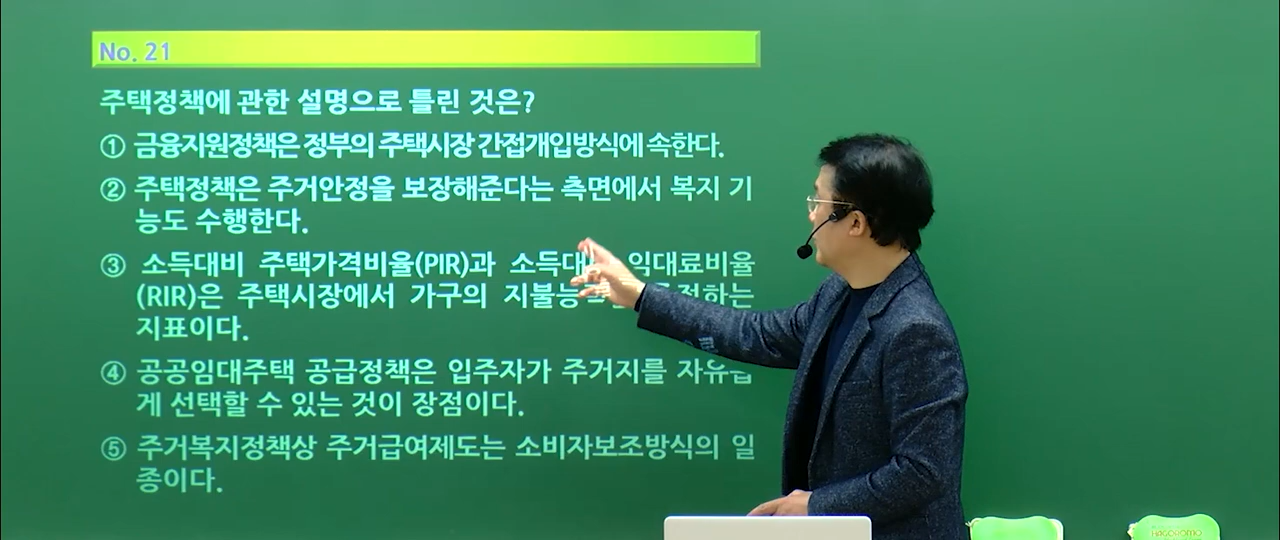 No. 21
주택정책에 관한 설명으로 틀린 것은?
① 금융지원정책은 정부의 주택시장 간접개입방식에 속한다.
② 주택정책은 주거안정을 보장해준다는 측면에서 복지 기
능도 수행한다.
③ 소득대비 주택가격비율(PIR)과 소득대 임대료비율
(RIR)은 주택시장에서 가구의 지불능 하는
지표이다.
④ 공공임대주택 공급정책은 입주자가 주거지를 자유롭
게 선택할 수 있는 것이 장점이다.
⑤ 주거복지정책상 주거급여제도는 소비자보조방식의 일
종이다.